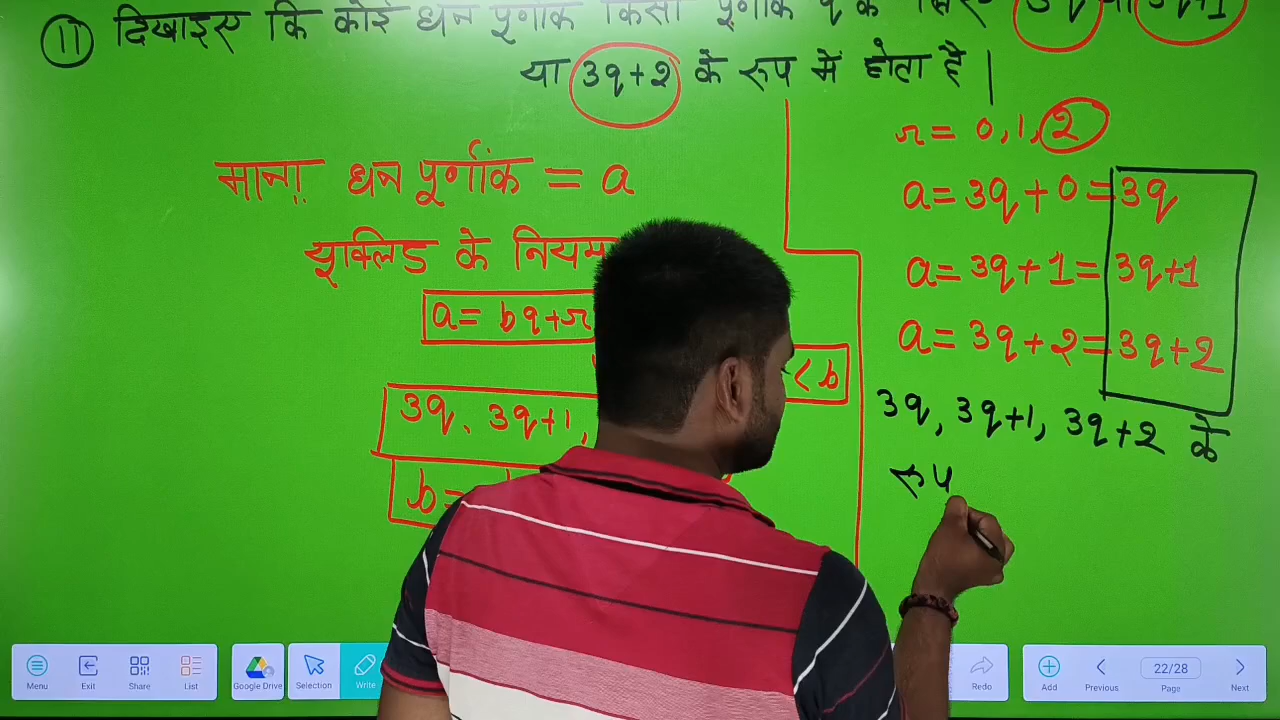 (11) दिखाइए कि कोई धन पूर्णांक किसी पूर्णांक q के लिए 3q या 3q+1
या 3q+2 के रूप में होता है |
माना धन पूर्णांक = a
यूक्लिड के नियम
a = bq+r
< b
3q, 3q+1,
b=
r = 0,1,2
a = 3q + 0 = 3q
a = 3q + 1 = 3q+1
a = 3q + 2 = 3q+2
3q, 3q+1, 3q+2 के
रूप
Menu
Exit
Share
List
Google Drive
Selection
Write
Redo
Add
Previous
22/28
Page
Next